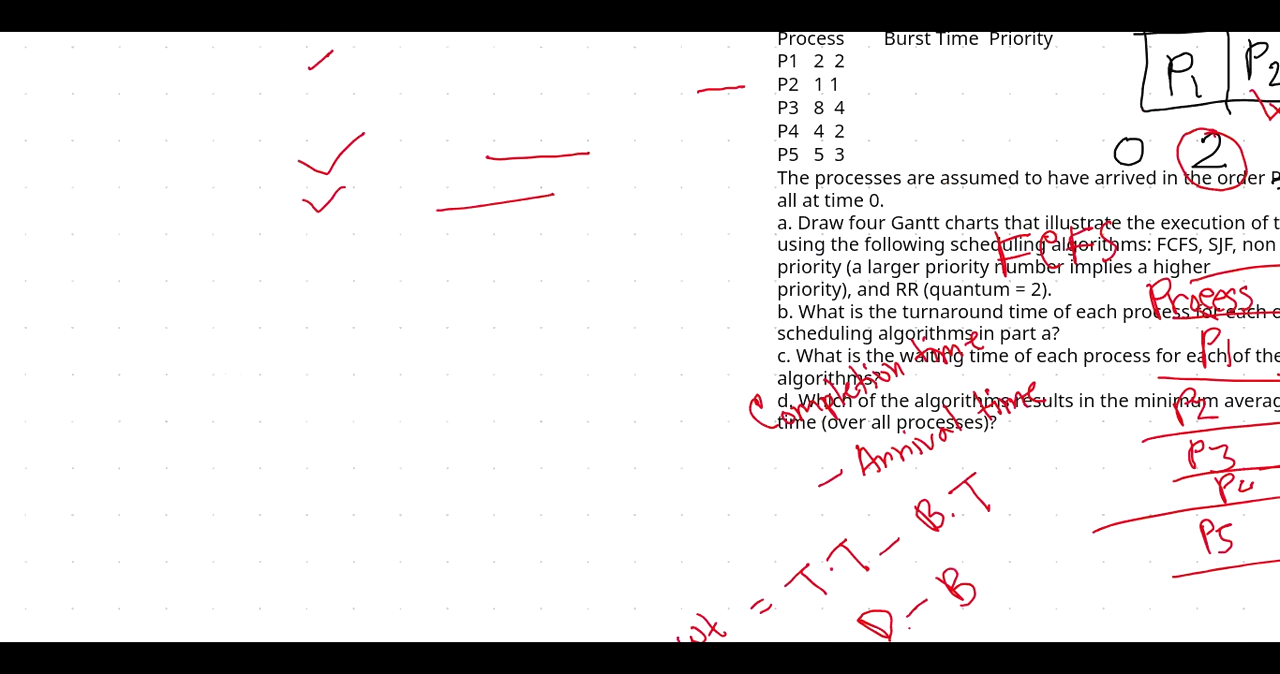 Process Burst Time Priority
P1 2 2
P2 1 1
P3 8 4
P4 4 2
P5 5 3
The processes are assumed to have arrived in the order
all at time 0.
a. Draw four Gantt charts that illustrate the execution of t
using the following scheduling algorithms: FCFS, SJF, non
priority (a larger priority number implies a higher
priority), and RR (quantum = 2).
b. What is the turnaround time of each process for each o
scheduling algorithms in part a?
c. What is the waiting time of each process for each of the
algorithms?
d. Which of the algorithms results in the minimum averag
time (over all processes)?
P1 P2
0 2
FCFS
Process
P1
P2
P3
P4
P5
Completion time
- Arrival time
wt = T.T - B.T